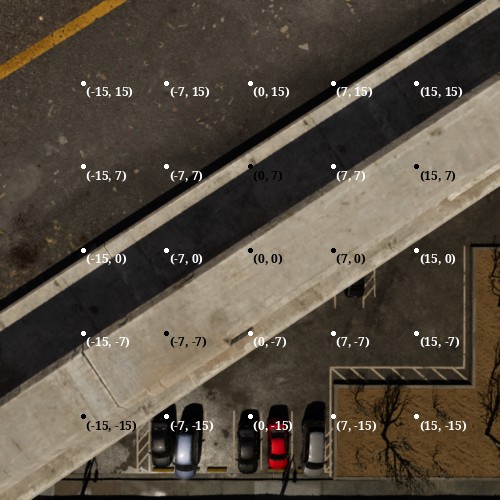 (-15, 15) (-7, 15) (0, 15) (7, 15) (15, 15)
(-15, 7) (-7, 7) (0, 7) (7, 7) (15, 7)
(-15, 0) (-7, 0) (0, 0) (7, 0) (15, 0)
(-15, -7) (-7, -7) (0, -7) (7, -7) (15, -7)
(-15, -15) (-7, -15) (0, -15) (7, -15) (15, -15)